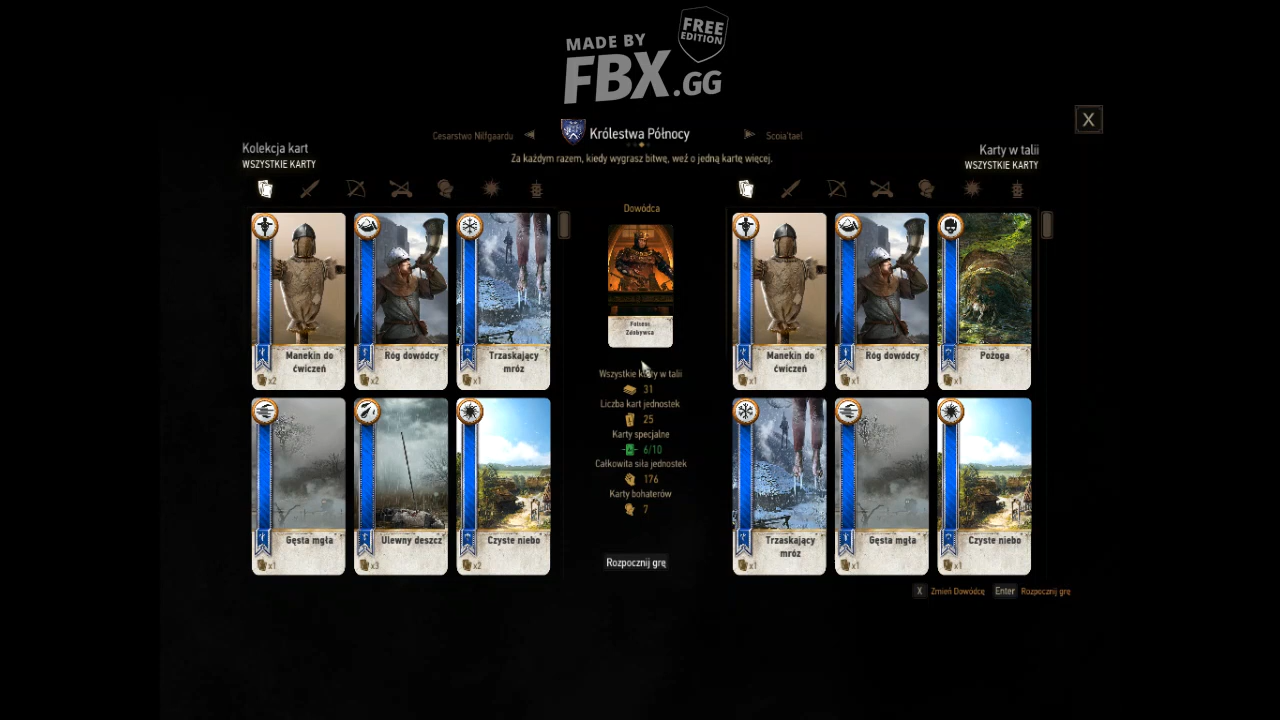 MADE BY
FREE
EDITION
FBX.GG
X
Cesarstwo Nilfgaardu
Królestwa Północy
Scoia'tael
Za każdym razem, kiedy wygrasz bitwę, weź o jedną kartę więcej.
Kolekcja kart
WSZYSTKIE KARTY
Karty w talii
WSZYSTKIE KARTY
Dowódca
Foltest
Zdobywca
Manekin do
ćwiczeń
x2
Róg dowódcy
x2
Trzaskający
mróz
x1
Gęsta mgła
x1
Ulewny deszcz
x3
Czyste niebo
x2
Wszystkie karty w talii
31
Liczba kart jednostek
25
Karty specjalne
6/10
Całkowita siła jednostek
176
Karty bohaterów
7
Rozpocznij grę
Manekin do
ćwiczeń
x1
Róg dowódcy
x1
Pożoga
x1
Trzaskający
mróz
x1
Gęsta mgła
x1
Czyste niebo
x1
X Zmień Dowódcę Enter Rozpocznij grę